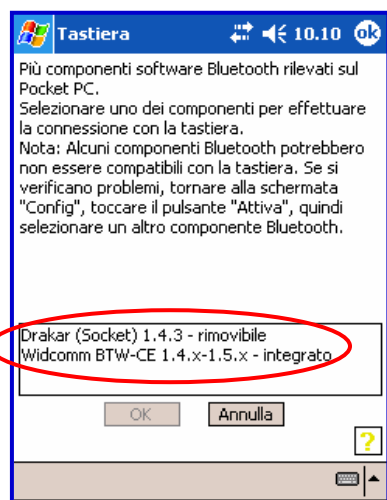 Tastiera 10.10 ok
Più componenti software Bluetooth rilevati sul
Pocket PC.
Selezionare uno dei componenti per effettuare
la connessione con la tastiera.
Nota: Alcuni componenti Bluetooth potrebbero
non essere compatibili con la tastiera. Se si
verificano problemi, tornare alla schermata
"Config", toccare il pulsante "Attiva", quindi
selezionare un altro componente Bluetooth.
Drakar (Socket) 1.4.3 - rimovibile
Widcomm BTW-CE 1.4.x-1.5.x - integrato
OK Annulla
?